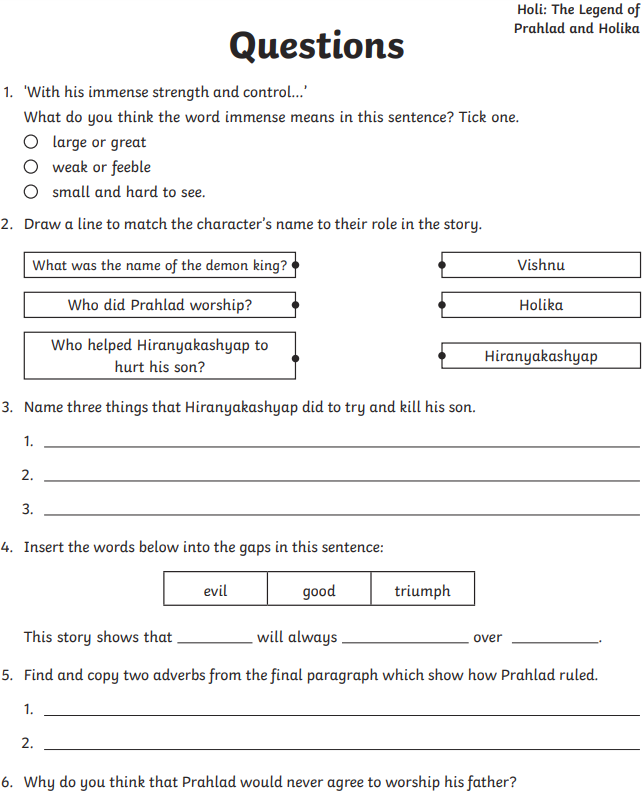 Holi: The Legend of
Prahlad and Holika
Questions
1. 'With his immense strength and control...'
What do you think the word immense means in this sentence? Tick one.
large or great
weak or feeble
small and hard to see.
2. Draw a line to match the character's name to their role in the story.
What was the name of the demon king?
Vishnu
Who did Prahlad worship?
Holika
Who helped Hiranyakashyap to
hurt his son?
Hiranyakashyap
3. Name three things that Hiranyakashyap did to try and kill his son.
1.
2.
3.
4. Insert the words below into the gaps in this sentence:
evil good triumph
This story shows that _________ will always _______________ over __________.
5. Find and copy two adverbs from the final paragraph which show how Prahlad ruled.
1.
2.
6. Why do you think that Prahlad would never agree to worship his father?